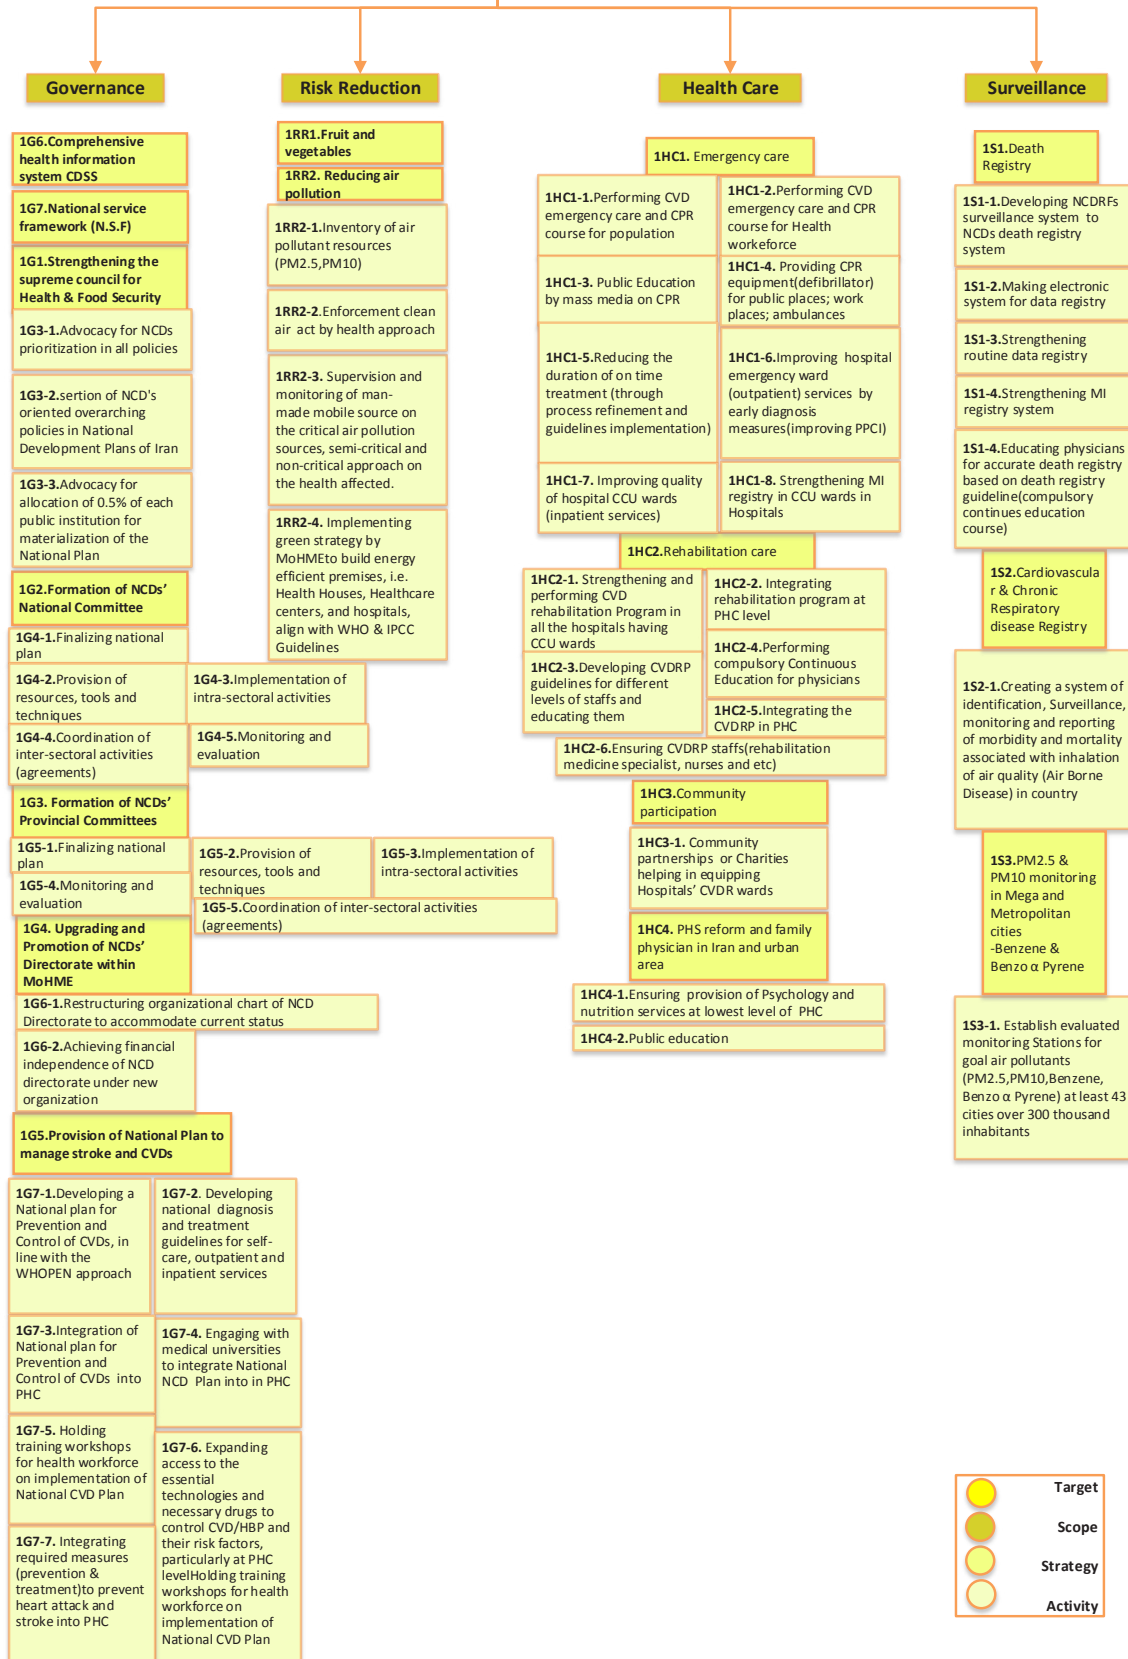 Governance
1G6.Comprehensive
health information
system CDSS
1G7.National service
framework (N.S.F)
1G1.Strengthening the
supreme council for
Health & Food Security
1G3-1.Advocacy for NCDs
prioritization in all policies
1G3-2.sertion of NCD's
oriented overarching
policies in National
Development Plans of Iran
1G3-3.Advocacy for
allocation of 0.5% of each
public institution for
materialization of the
National Plan
1G2.Formation of NCDs'
National Committee
1G4-1.Finalizing national
plan
1G4-2.Provision of
resources, tools and
techniques
1G4-3.Implementation of
intra-sectoral activities
1G4-4.Coordination of
inter-sectoral activities
(agreements)
1G4-5.Monitoring and
evaluation
1G3. Formation of NCDs'
Provincial Committees
1G5-1.Finalizing national
plan
1G5-2.Provision of
resources, tools and
techniques
1G5-3.Implementation of
intra-sectoral activities
1G5-4.Monitoring and
evaluation
1G5-5.Coordination of inter-sectoral activities
(agreements)
1G4. Upgrading and
Promotion of NCDs'
Directorate within
MoHME
1G6-1.Restructuring organizational chart of NCD
Directorate to accommodate current status
1G6-2.Achieving financial
independence of NCD
directorate under new
organization
1G5.Provision of National Plan to
manage stroke and CVDs
1G7-1.Developing a
National plan for
Prevention and
Control of CVDs, in
line with the
WHOPEN approach
1G7-2. Developing
national diagnosis
and treatment
guidelines for self-
care, outpatient and
inpatient services
1G7-3.Integration of
National plan for
Prevention and
Control of CVDs into
PHC
1G7-4. Engaging with
medical universities
to integrate National
NCD Plan into in PHC
1G7-5. Holding
training workshops
for health workforce
on implementation of
National CVD Plan
1G7-6. Expanding
access to the
essential
technologies and
necessary drugs to
control CVD/HBP and
their risk factors,
particularly at PHC
levelHolding training
workshops for health
workforce on
implementation of
National CVD Plan
1G7-7. Integrating
required measures
(prevention &
treatment)to prevent
heart attack and
stroke into PHC
Risk Reduction
1RR1.Fruit and
vegetables
1RR2. Reducing air
pollution
1RR2-1.Inventory of air
pollutant resources
(PM2.5,PM10)
1RR2-2.Enforcement clean
air act by health approach
1RR2-3. Supervision and
monitoring of man-
made mobile source on
the critical air pollution
sources, semi-critical and
non-critical approach on
the health affected.
1RR2-4. Implementing
green strategy by
MoHMEto build energy
efficient premises, i.e.
Health Houses, Healthcare
centers, and hospitals,
align with WHO & IPCC
Guidelines
Health Care
1HC1. Emergency care
1HC1-1.Performing CVD
emergency care and CPR
course for population
1HC1-2.Performing CVD
emergency care and CPR
course for Health
workeforce
1HC1-3. Public Education
by mass media on CPR
1HC1-4. Providing CPR
equipment(defibrillator)
for public places; work
places; ambulances
1HC1-5.Reducing the
duration of on time
treatment (through
process refinement and
guidelines implementation)
1HC1-6.Improving hospital
emergency ward
(outpatient) services by
early diagnosis
measures(improving PPCI)
1HC1-7. Improving quality
of hospital CCU wards
(inpatient services)
1HC1-8. Strengthening MI
registry in CCU wards in
Hospitals
1HC2.Rehabilitation care
1HC2-1. Strengthening and
performing CVD
rehabilitation Program in
all the hospitals having
CCU wards
1HC2-2. Integrating
rehabilitation program at
PHC level
1HC2-3.Developing CVDRP
guidelines for different
levels of staffs and
educating them
1HC2-4.Performing
compulsory Continuous
Education for physicians
1HC2-5.Integrating the
CVDRP in PHC
1HC2-6.Ensuring CVDRP staffs(rehabilitation
medicine specialist, nurses and etc)
1HC3.Community
participation
1HC3-1. Community
partnerships or Charities
helping in equipping
Hospitals' CVDR wards
1HC4. PHS reform and family
physician in Iran and urban
area
1HC4-1.Ensuring provision of Psychology and
nutrition services at lowest level of PHC
1HC4-2.Public education
Surveillance
1S1.Death
Registry
1S1-1.Developing NCDRFs
surveillance system to
NCDs death registry
system
1S1-2.Making electronic
system for data registry
1S1-3.Strengthening
routine data registry
1S1-4.Strengthening MI
registry system
1S1-4.Educating physicians
for accurate death registry
based on death registry
guideline(compulsory
continues education
course)
1S2.Cardiovascula
r & Chronic
Respiratory
disease Registry
1S2-1.Creating a system of
identification, Surveillance,
monitoring and reporting
of morbidity and mortality
associated with inhalation
of air quality (Air Borne
Disease) in country
1S3.PM2.5 &
PM10 monitoring
in Mega and
Metropolitan
cities
-Benzene &
Benzo α Pyrene
1S3-1. Establish evaluated
monitoring Stations for
goal air pollutants
(PM2.5,PM10,Benzene,
Benzo α Pyrene) at least 43
cities over 300 thousand
inhabitants
Target
Scope
Strategy
Activity